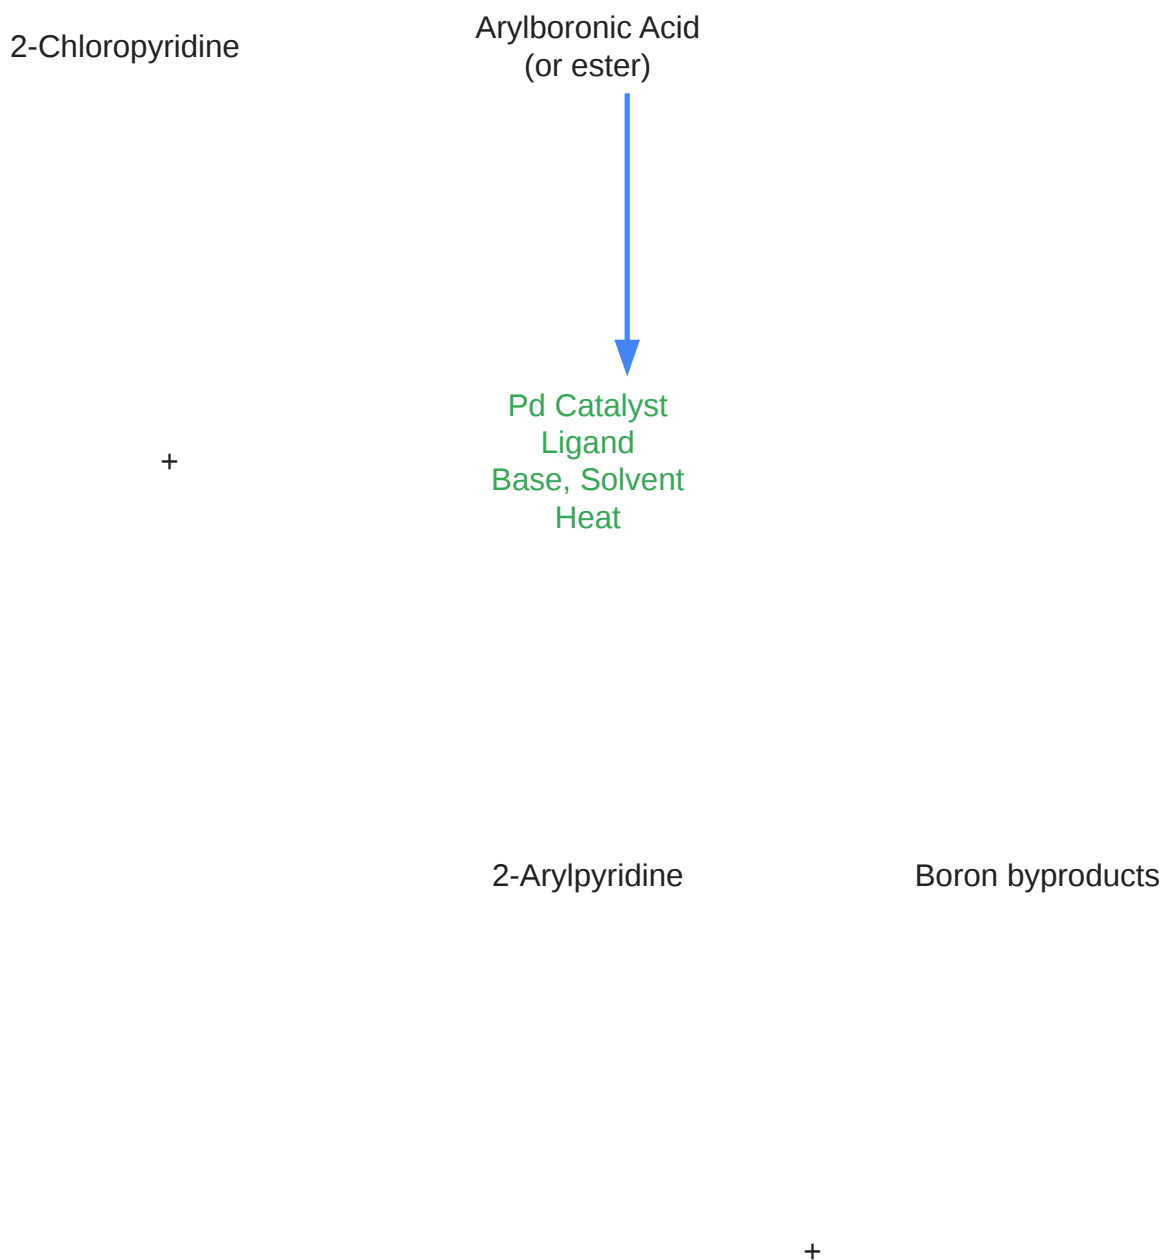 2-Chloropyridine
Arylboronic Acid
(or ester)
+
Pd Catalyst
Ligand
Base, Solvent
Heat
2-Arylpyridine
Boron byproducts
+